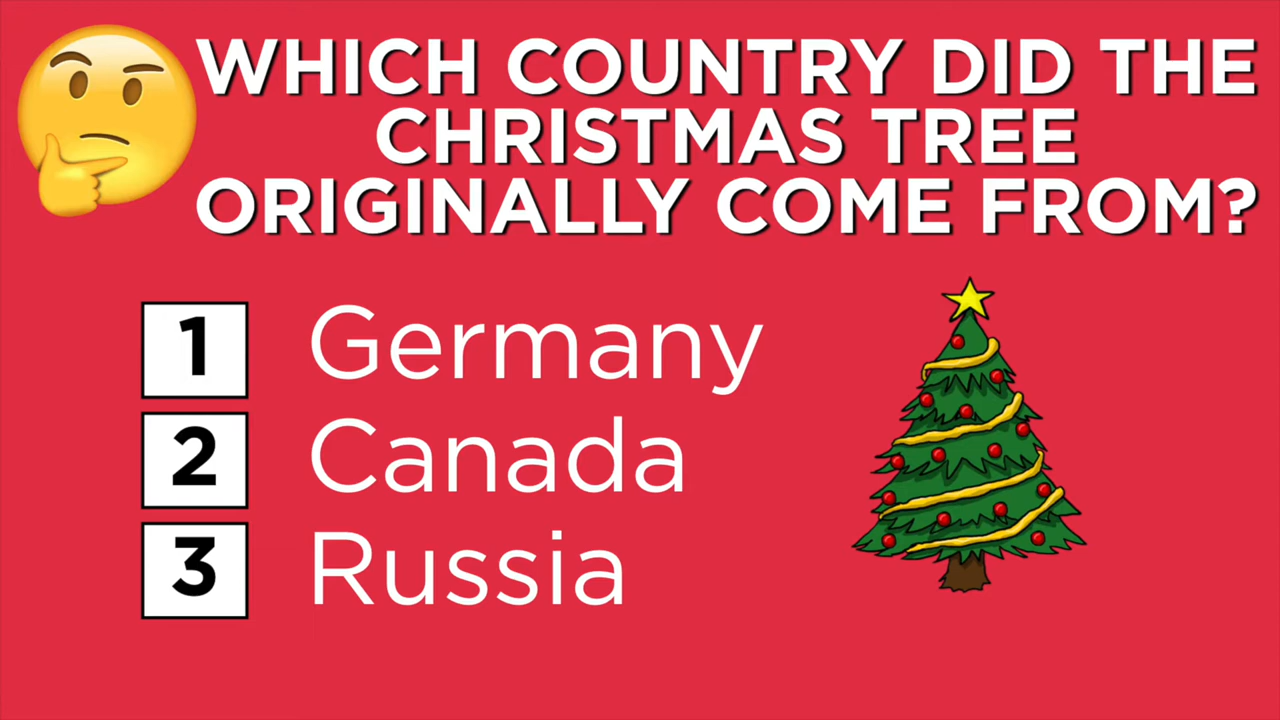 WHICH COUNTRY DID THE
CHRISTMAS TREE
ORIGINALLY COME FROM?
1 Germany
2 Canada
3 Russia